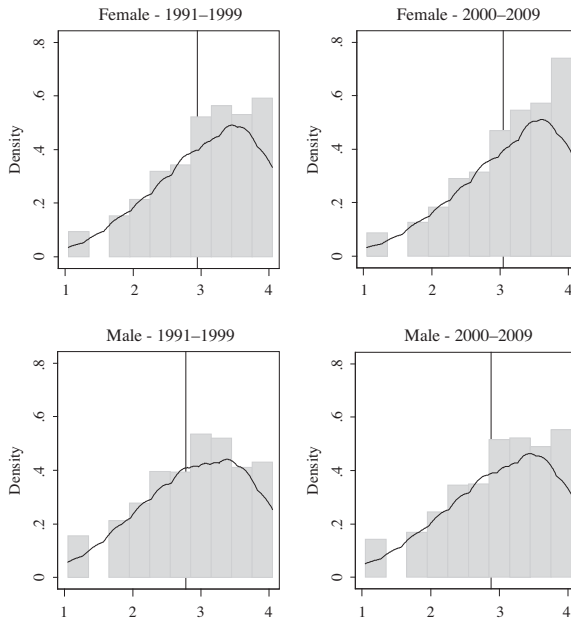 Female - 1991–1999
Female - 2000–2009
Density
.8
.6
.4
.2
0
1 2 3 4
.8
.6
.4
.2
0
Density
1 2 3 4
Male - 1991–1999
Male - 2000–2009
Density
.8
.6
.4
.2
0
1 2 3 4
.8
.6
.4
.2
0
Density
1 2 3 4